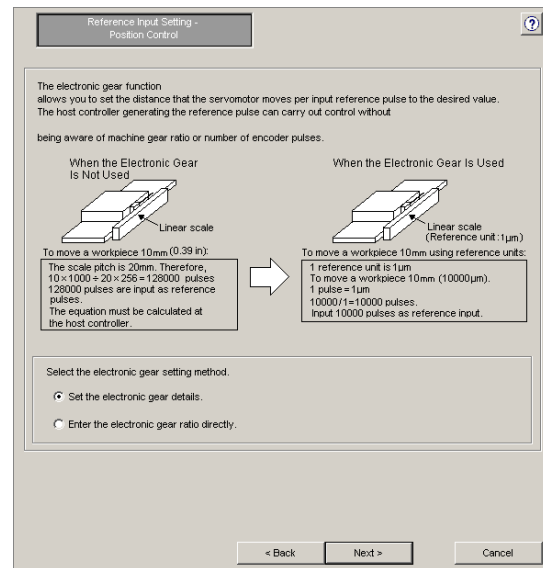 Reference Input Setting -
Position Control
?
The electronic gear function
allows you to set the distance that the servomotor moves per input reference pulse to the desired value.
The host controller generating the reference pulse can carry out control without
being aware of machine gear ratio or number of encoder pulses.
When the Electronic Gear
Is Not Used
Linear scale
To move a workpiece 10mm (0.39 in):
The scale pitch is 20mm. Therefore,
10×1000÷20×256=128000 pulses
128000 pulses are input as reference
pulses.
The equation must be calculated at
the host controller.
When the Electronic Gear Is Used
Linear scale
(Reference unit:1µm)
To move a workpiece 10mm using reference units:
1 reference unit is 1µm
To move a workpiece 10mm (10000µm).
1 pulse=1µm
10000/1=10000 pulses.
Input 10000 pulses as reference input.
Select the electronic gear setting method.
Set the electronic gear details.
Enter the electronic gear ratio directly.
< Back
Next >
Cancel